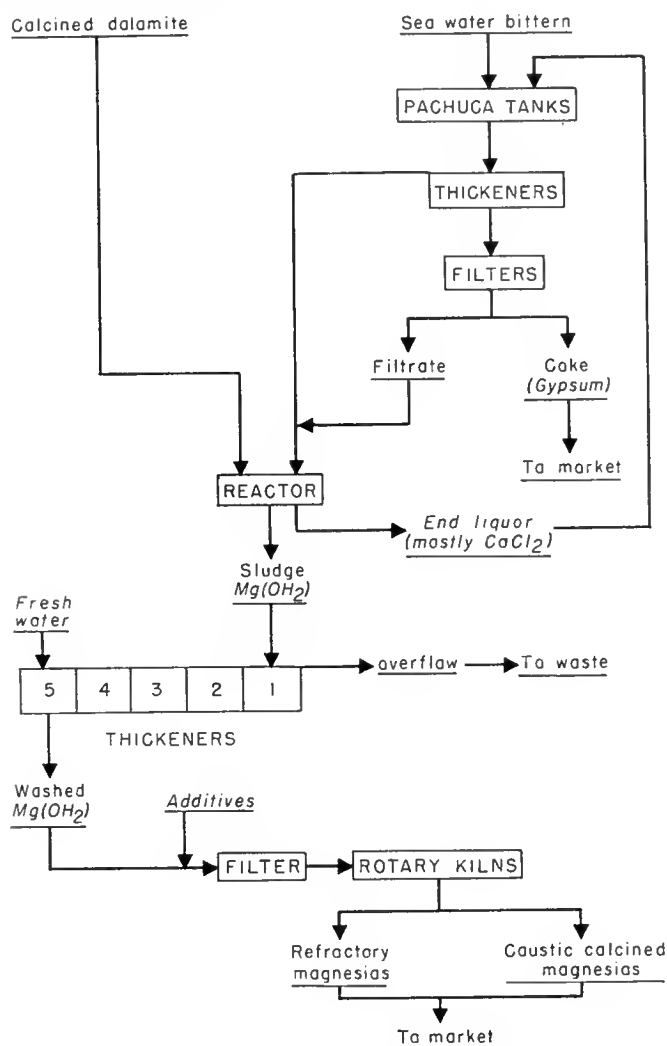 Calcined dalamite
Sea water bittern
PACHUCA TANKS
THICKENERS
FILTERS
Filtrate
Cake
(Gypsum)
Ta market
REACTOR
End liquor
(mostly CaCl2)
Sludge
Mg(OH2)
Fresh
water
5 4 3 2 1
overflaw
Ta waste
THICKENERS
Washed
Mg(OH2)
Additives
FILTER
ROTARY KILNS
Refractory
magnesias
Caustic calcined
magnesias
Ta market